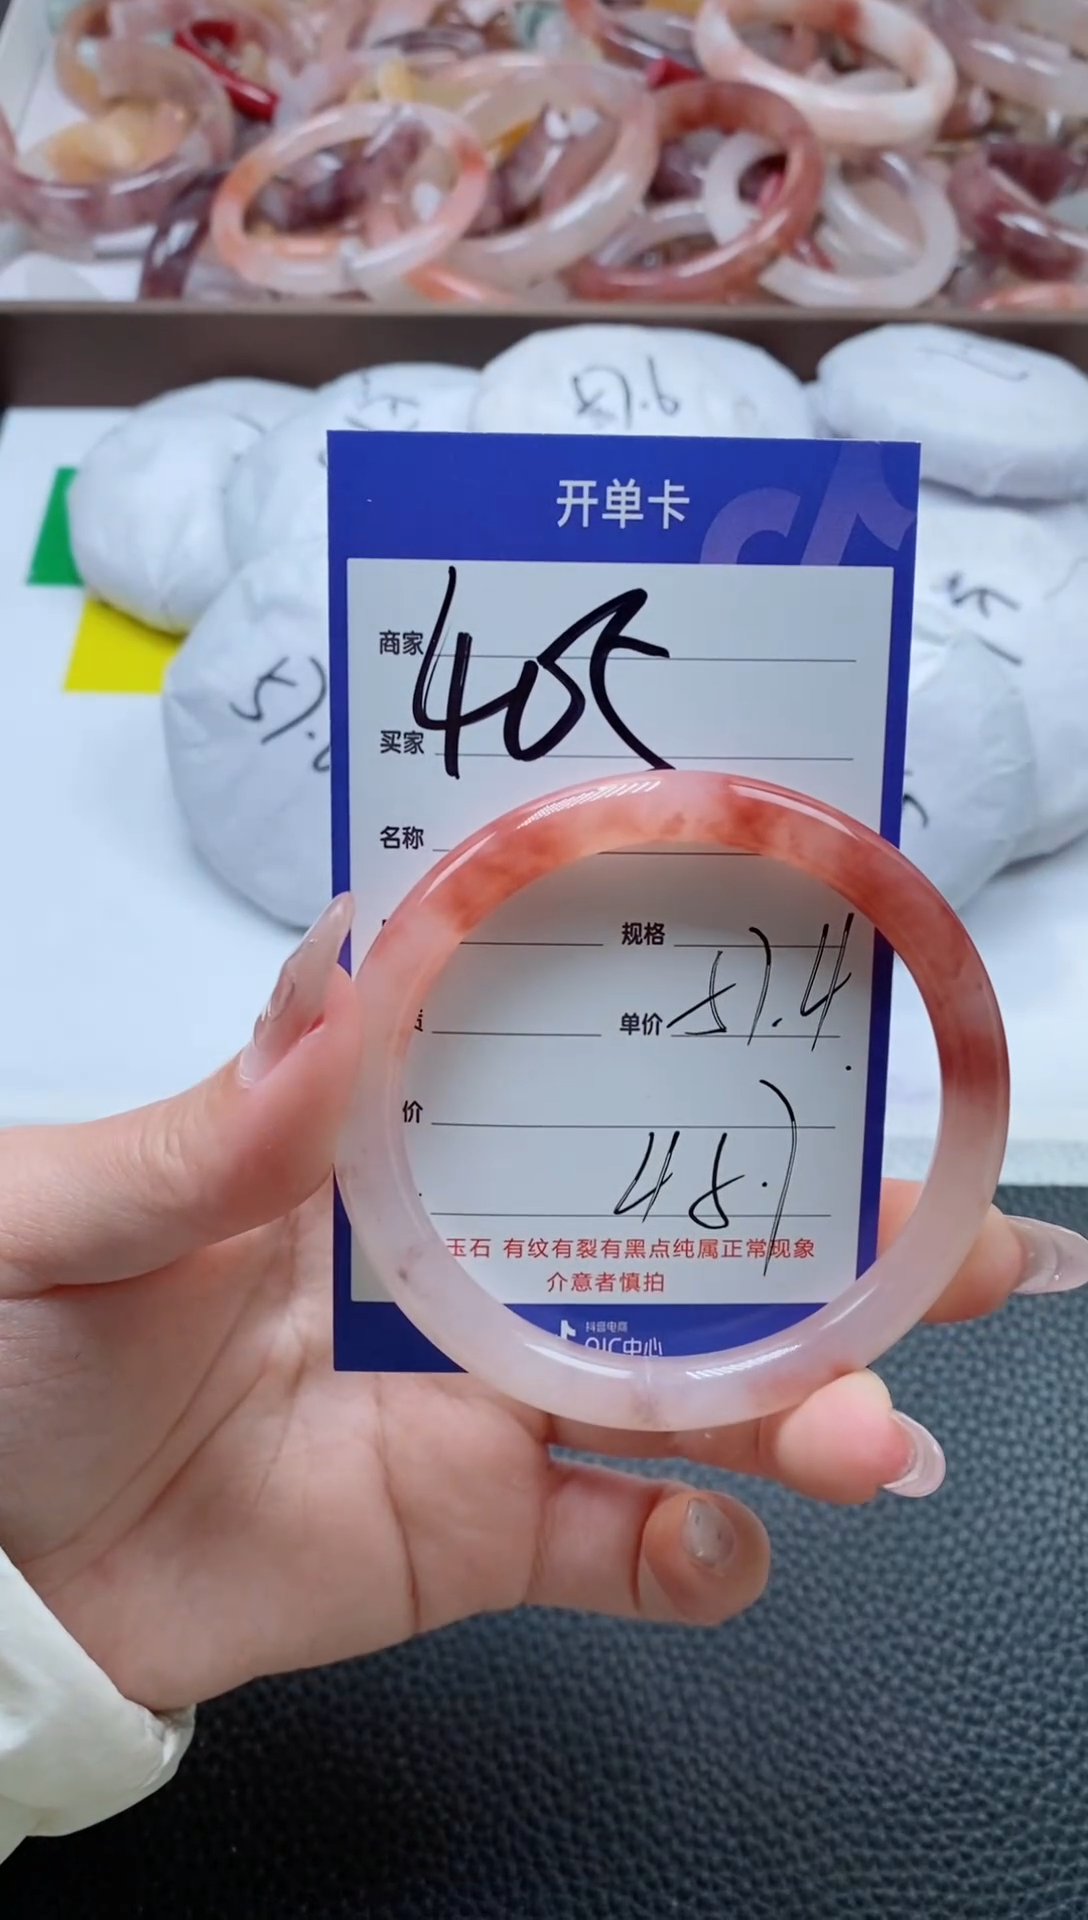 57.6
开单卡
商家
405
买家
名称
规格
57.4
单价
价
48.7
玉石 有纹有裂有黑点纯属正常现象
介意者慎拍
抖音电商
QIC中心